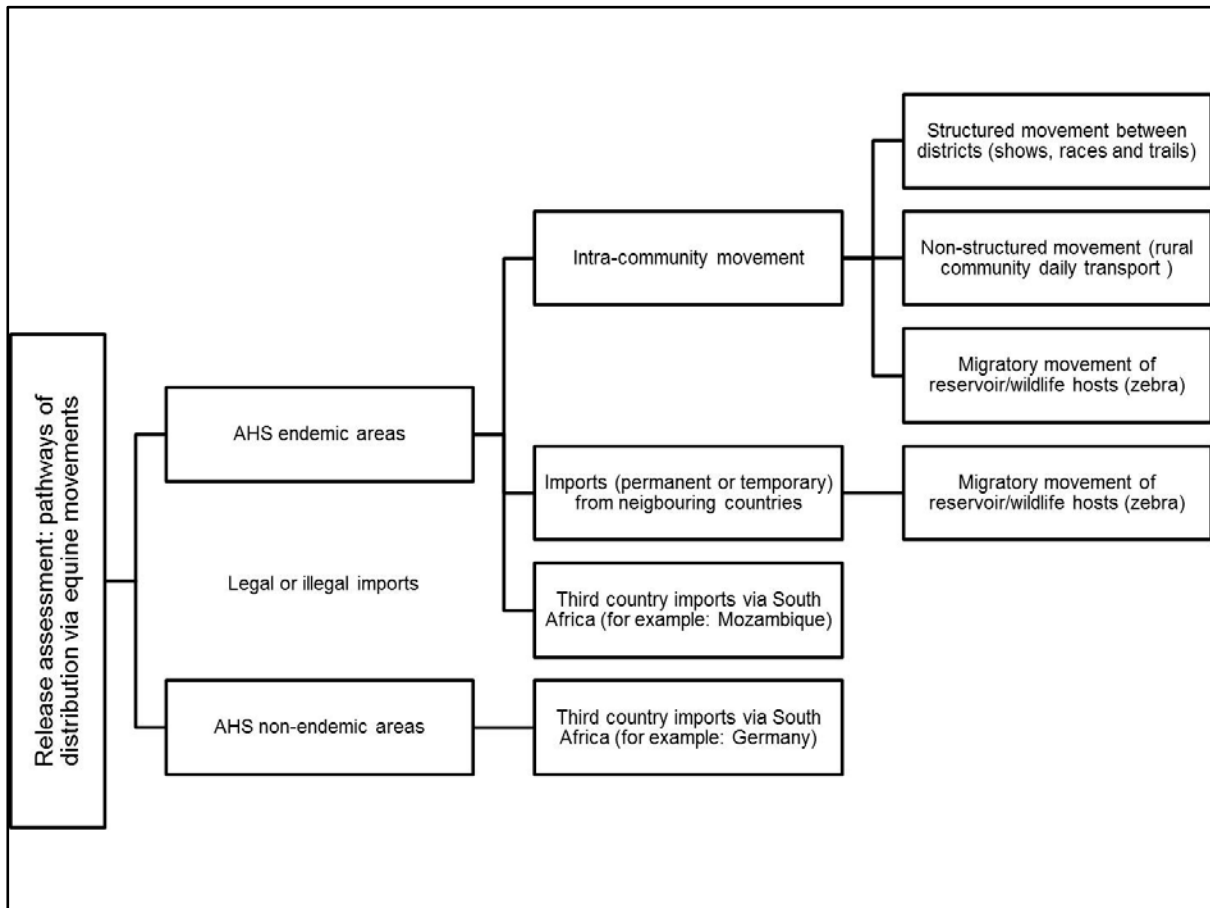 Release assessment: pathways of
distribution via equine movements
AHS endemic areas
Legal or illegal imports
AHS non-endemic areas
Intra-community movement
Imports (permanent or temporary)
from neigbouring countries
Third country imports via South
Africa (for example: Mozambique)
Third country imports via South
Africa (for example: Germany)
Structured movement between
districts (shows, races and trails)
Non-structured movement (rural
community daily transport )
Migratory movement of
reservoir/wildlife hosts (zebra)
Migratory movement of
reservoir/wildlife hosts (zebra)